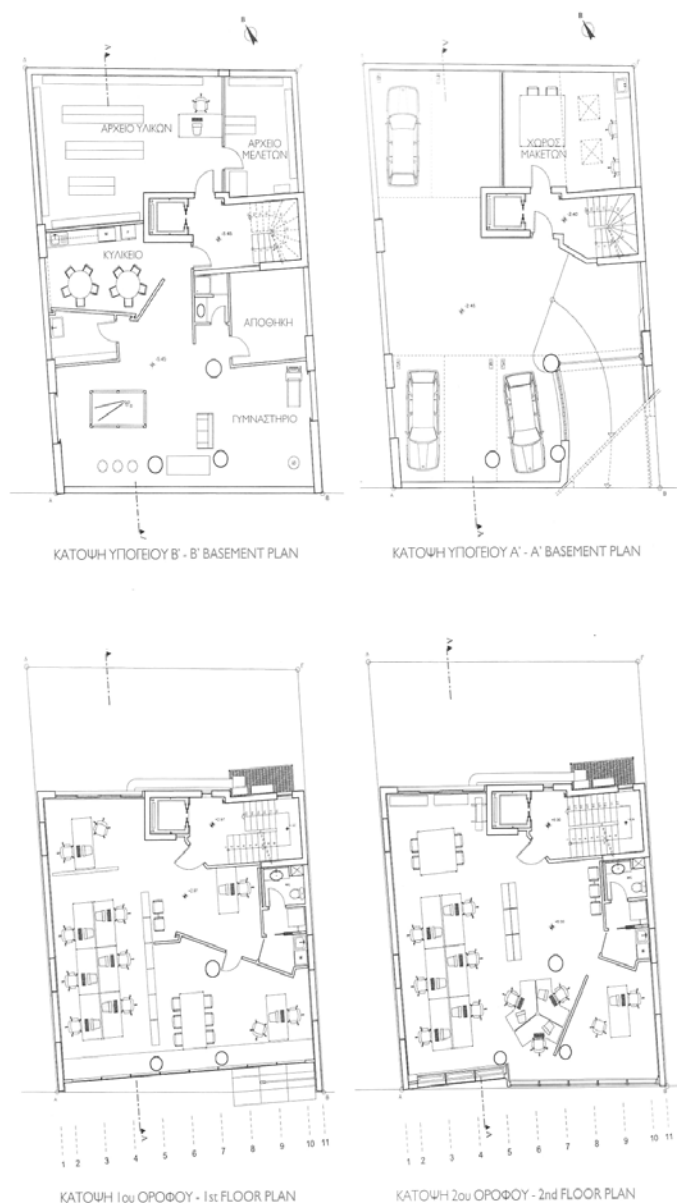 Β
Β
ΑΡΧΕΙΟ ΥΛΙΚΩΝ
ΑΡΧΕΙΟ
ΜΕΛΕΤΩΝ
ΧΩΡΟΣ
ΜΑΚΕΤΩΝ
ΚΥΛΙΚΕΙΟ
ΑΠΟΘΗΚΗ
ΓΥΜΝΑΣΤΗΡΙΟ
ΚΑΤΟΨΗ ΥΠΟΓΕΙΟΥ Β' - B' BASEMENT PLAN
ΚΑΤΟΨΗ ΥΠΟΓΕΙΟΥ Α' - A' BASEMENT PLAN
1 2 3 4 5 6 7 8 9 10 11
1 2 3 4 5 6 7 8 9 10 11
ΚΑΤΟΨΗ 1ου ΟΡΟΦΟΥ - 1st FLOOR PLAN
ΚΑΤΟΨΗ 2ου ΟΡΟΦΟΥ - 2nd FLOOR PLAN